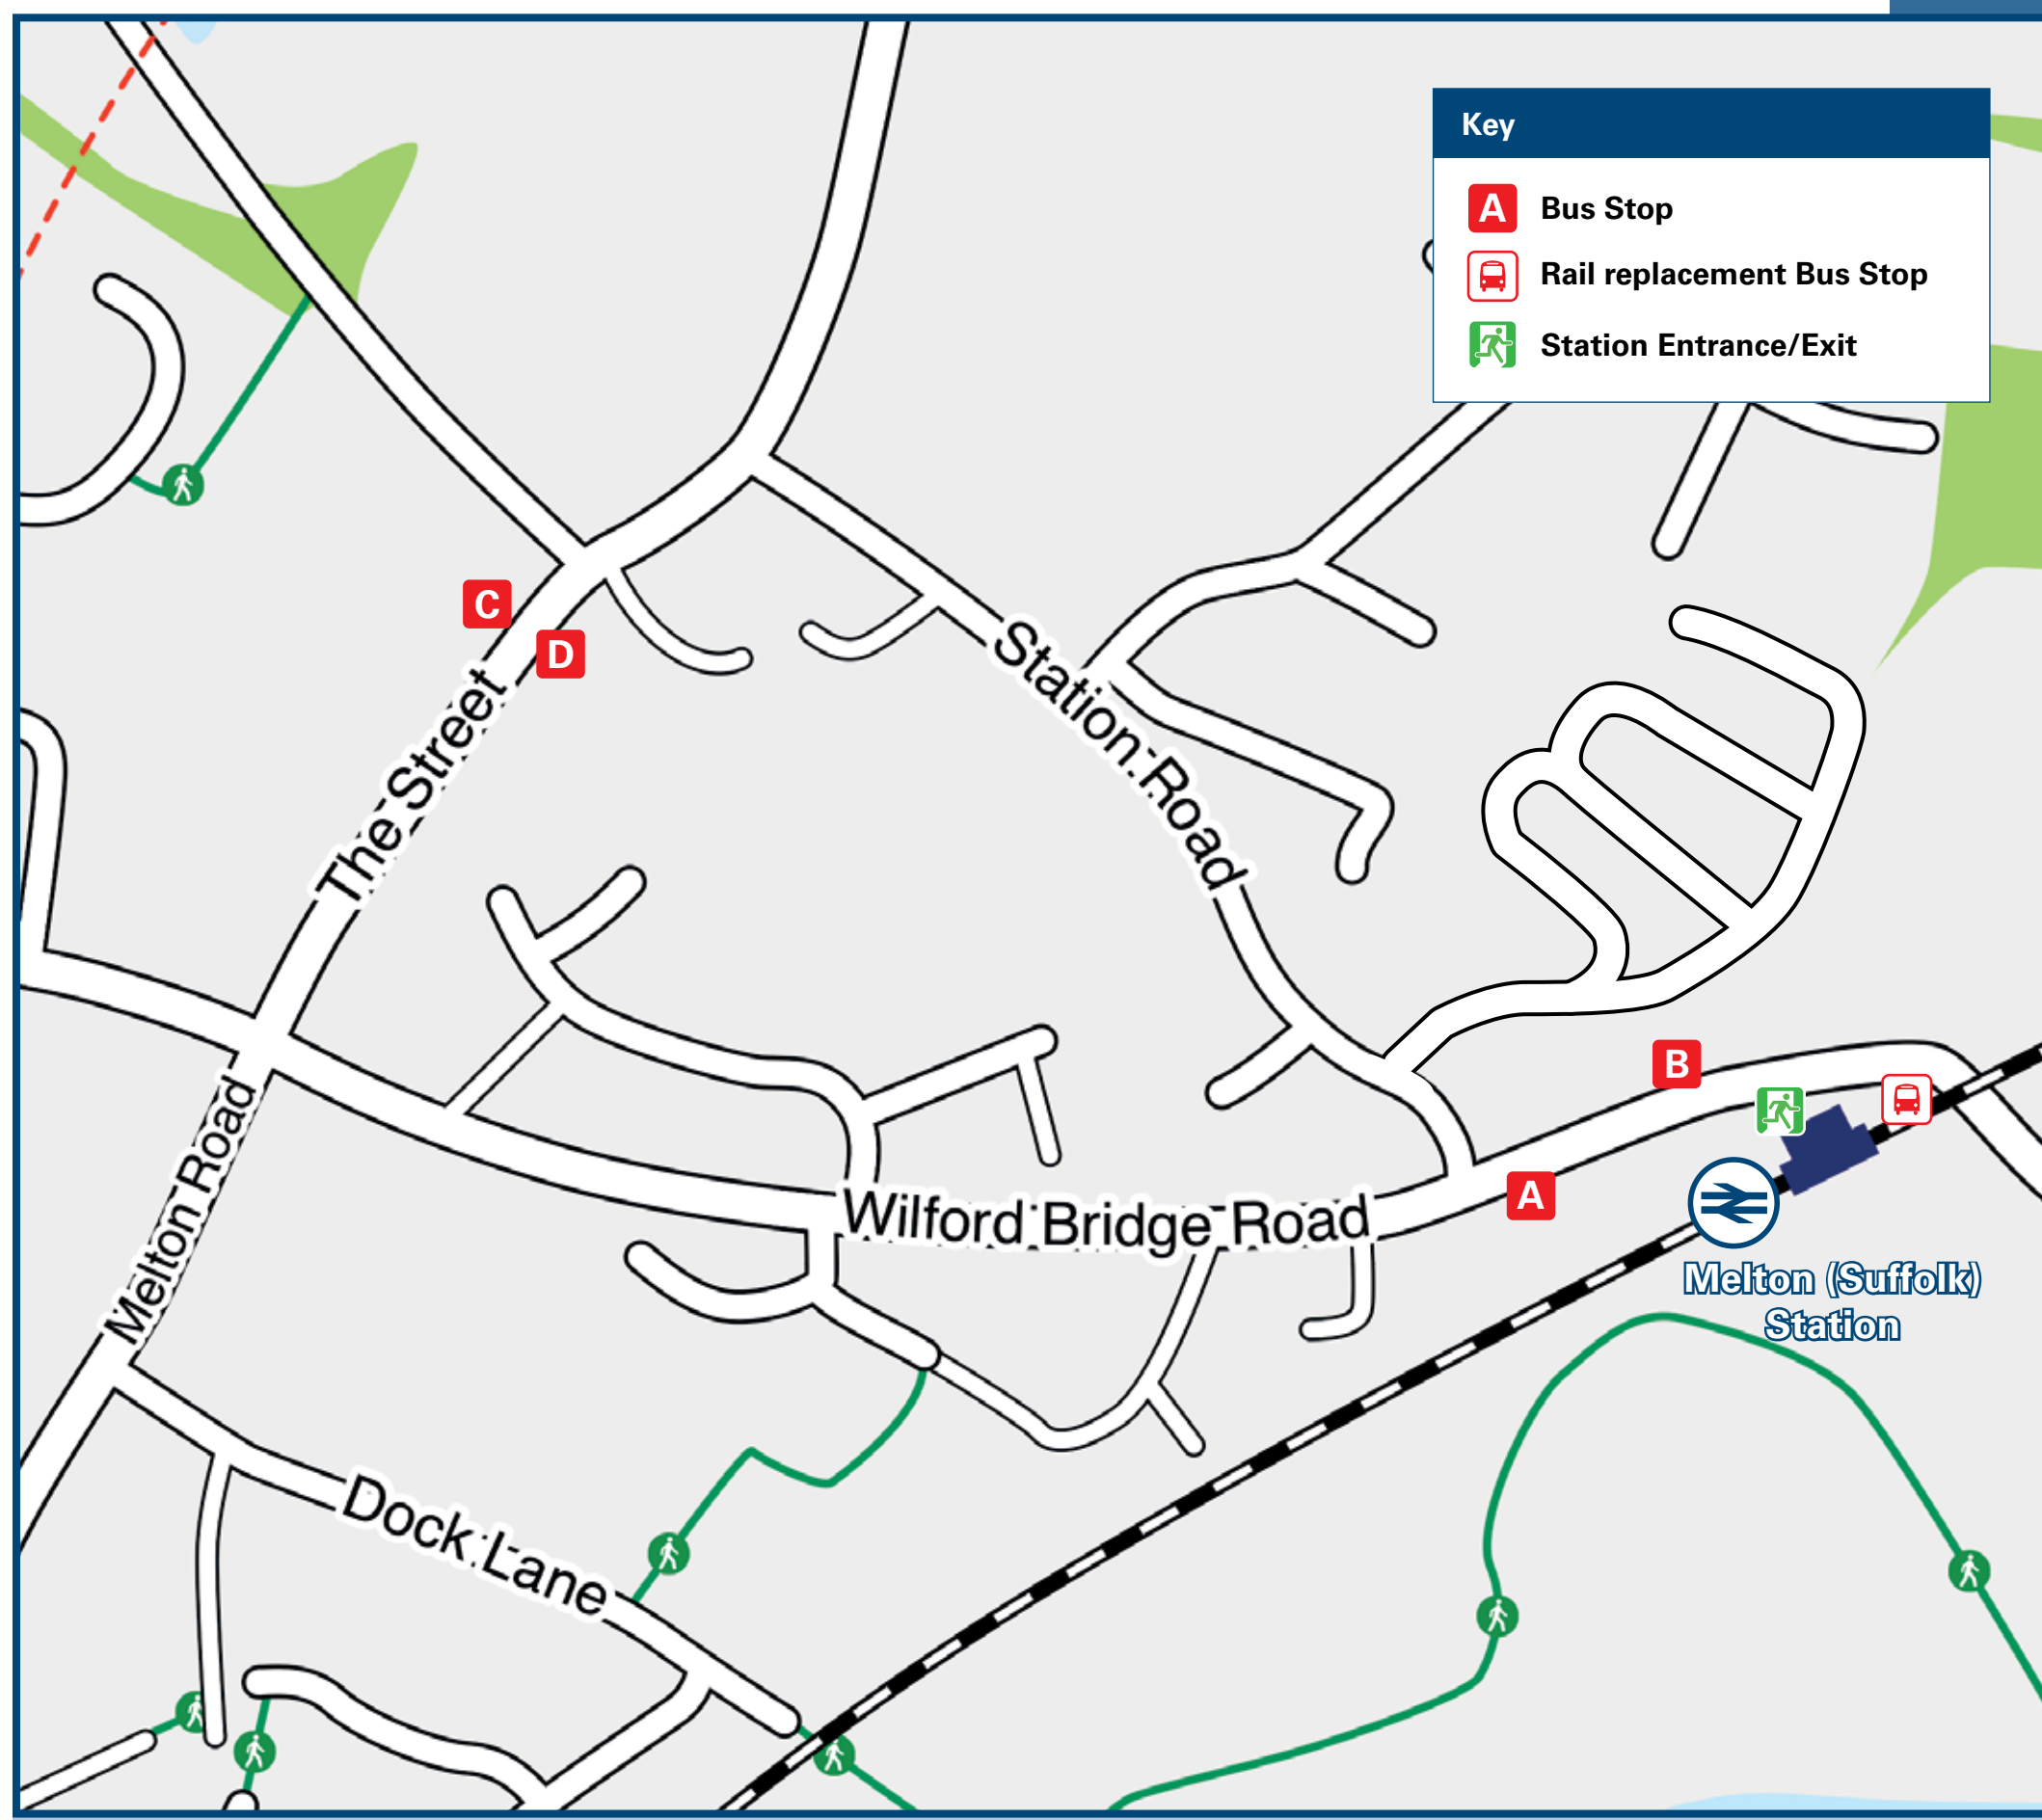 Key
A Bus Stop
Rail replacement Bus Stop
Station Entrance/Exit
C
D
The Street
Station Road
B
Melton Road
Wilford Bridge Road
A
Melton (Suffolk)
Station
Dock Lane